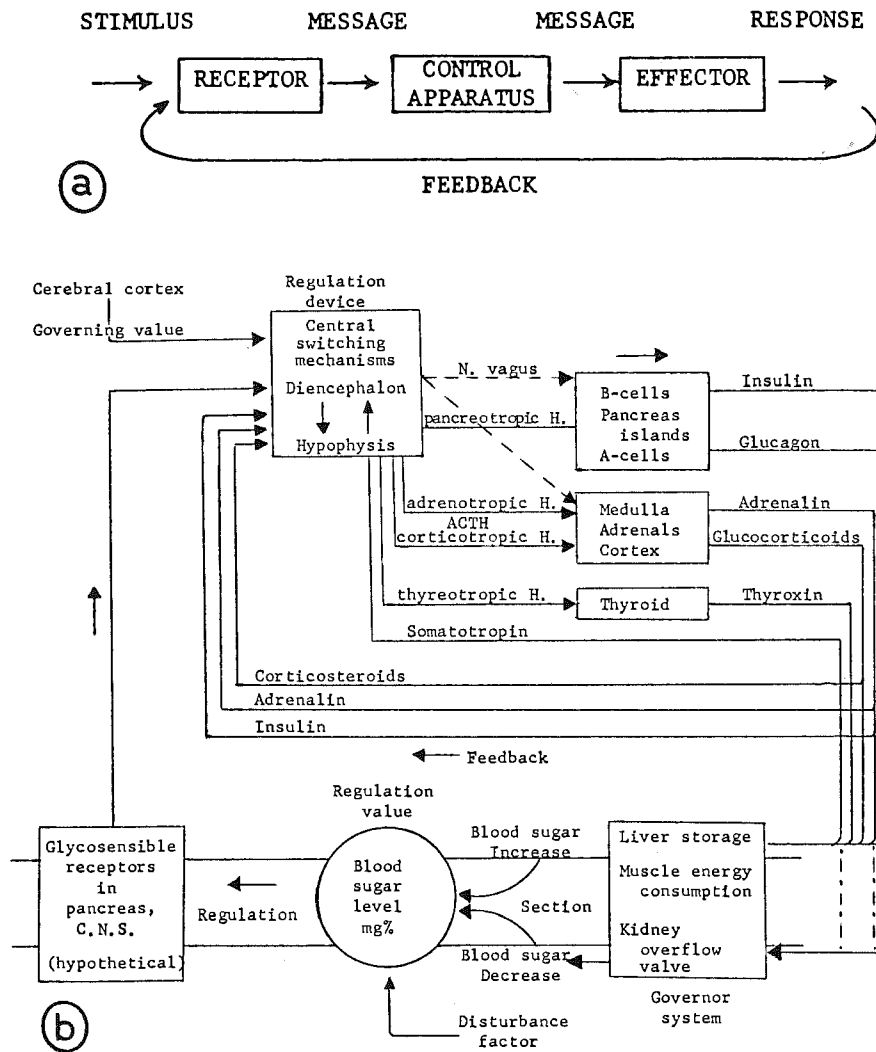 STIMULUS MESSAGE MESSAGE RESPONSE
RECEPTOR
CONTROL
APPARATUS
EFFECTOR
FEEDBACK
a
Cerebral cortex
Governing value
Regulation
device
Central
switching
mechanisms
Diencephalon
Hypophysis
N. vagus
pancreotropic H.
B-cells
Pancreas
islands
A-cells
Insulin
Glucagon
adrenotropic H.
ACTH
corticotropic H.
Medulla
Adrenals
Cortex
Adrenalin
Glucocorticoids
thyreotropic H.
Thyroid
Thyroxin
Somatotropin
Corticosteroids
Adrenalin
Insulin
Feedback
Regulation
value
Glycosensible
receptors
in
pancreas,
C.N.S.
(hypothetical)
Regulation
Blood
sugar
level
mg%
Blood sugar
Increase
Section
Blood sugar
Decrease
Liver storage
Muscle energy
consumption
Kidney
overflow
valve
Governor
system
Disturbance
factor
b